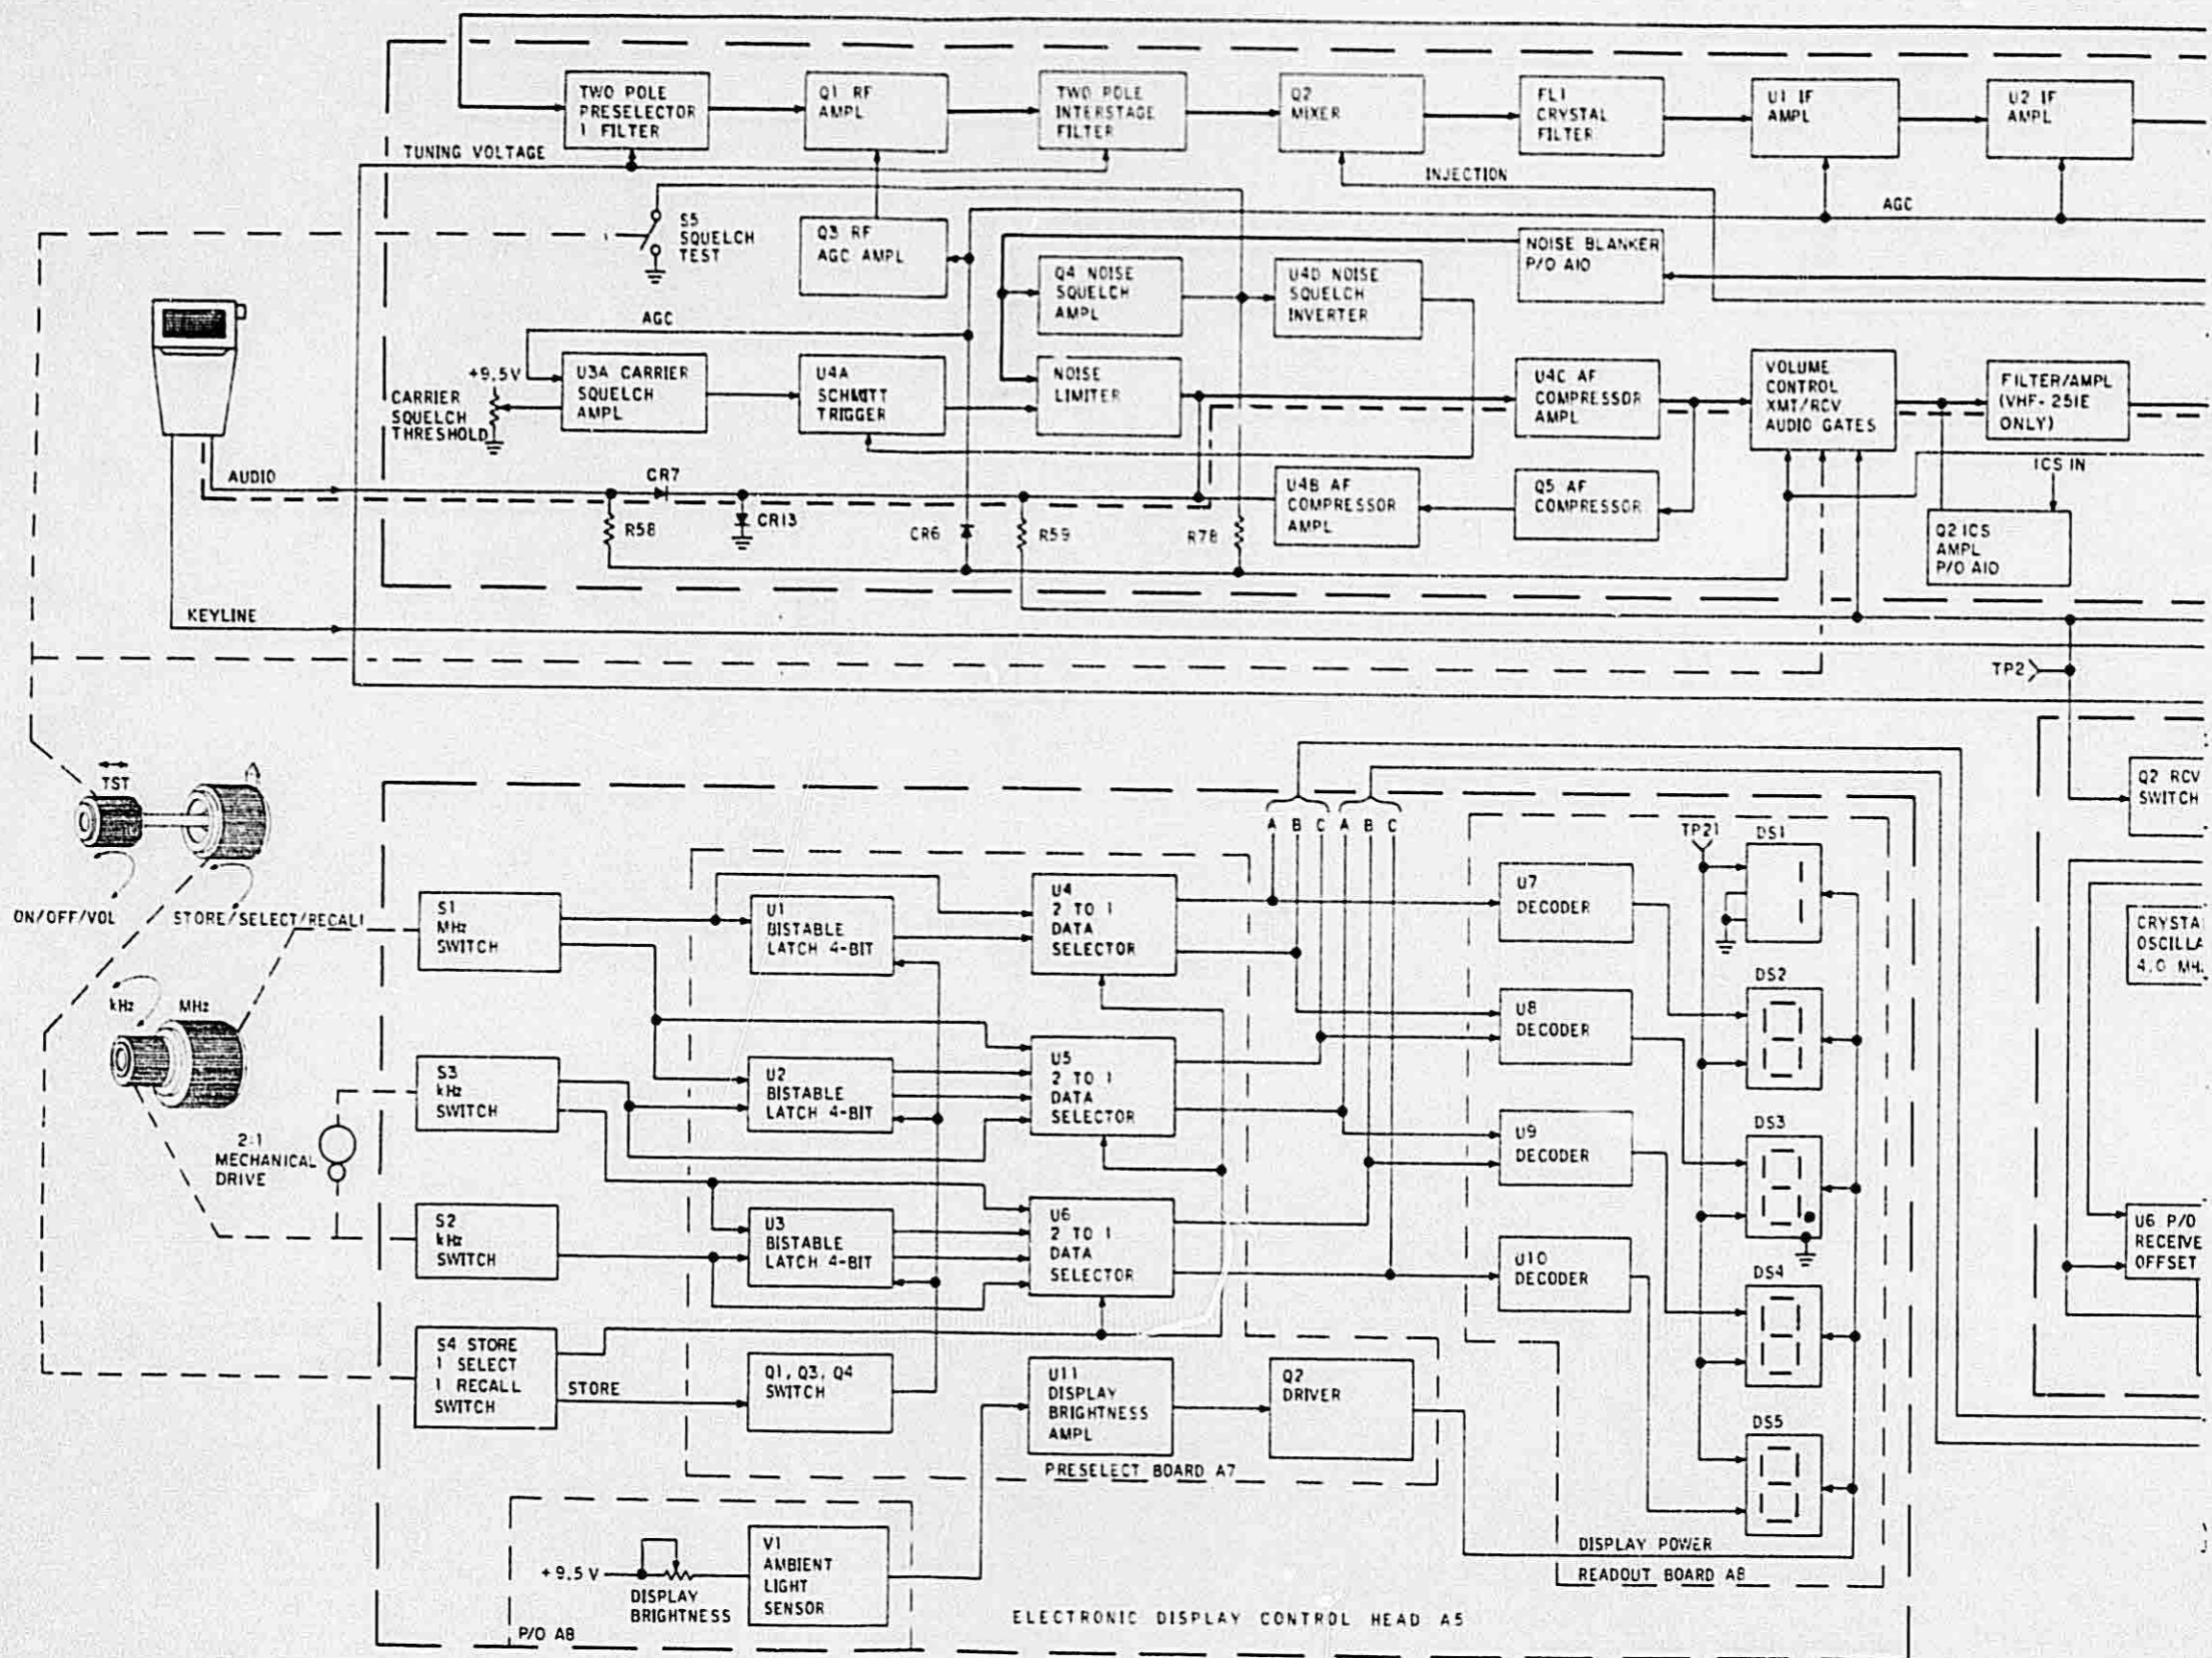 TWO POLE
PRESELECTOR
1 FILTER
Q1 RF
AMPL
TWO POLE
INTERSTAGE
FILTER
Q2
MIXER
FL1
CRYSTAL
FILTER
U1 IF
AMPL
U2 IF
AMPL
TUNING VOLTAGE
INJECTION
AGC
S5
SQUELCH
TEST
Q3 RF
AGC AMPL
NOISE BLANKER
P/O A10
Q4 NOISE
SQUELCH
AMPL
U4D NOISE
SQUELCH
INVERTER
AGC
+9.5V
CARRIER
SQUELCH
THRESHOLD
U3A CARRIER
SQUELCH
AMPL
U4A
SCHMITT
TRIGGER
NOISE
LIMITER
U4C AF
COMPRESSOR
AMPL
VOLUME
CONTROL
XMT/RCV
AUDIO GATES
FILTER/AMPL
(VHF-251E
ONLY)
AUDIO
CR7
CR13
R58
CR6
R59
R78
U4B AF
COMPRESSOR
AMPL
Q5 AF
COMPRESSOR
ICS IN
Q2 ICS
AMPL
P/O A10
KEYLINE
TP2
Q2 RCV
SWITCH
TST
ON/OFF/VOL
STORE/SELECT/RECALL
kHz
MHz
2:1
MECHANICAL
DRIVE
A B C A B C
S1
MHz
SWITCH
U1
BISTABLE
LATCH 4-BIT
U4
2 TO 1
DATA
SELECTOR
U7
DECODER
TP21
DS1
4.0
S3
kHz
SWITCH
U2
BISTABLE
LATCH 4-BIT
U5
2 TO 1
DATA
SELECTOR
U8
DECODER
DS2
U9
DECODER
DS3
S2
kHz
SWITCH
U3
BISTABLE
LATCH 4-BIT
U6
2 TO 1
DATA
SELECTOR
U10
DECODER
DS4
U6 P/O
RECEIVE
OFFSET
S4 STORE
1 SELECT
1 RECALL
SWITCH
STORE
Q1, Q3, Q4
SWITCH
U11
DISPLAY
BRIGHTNESS
AMPL
Q2
DRIVER
DS5
PRESELECT BOARD A7
DISPLAY POWER
READOUT BOARD A8
+9.5 V
DISPLAY
BRIGHTNESS
V1
AMBIENT
LIGHT
SENSOR
P/O A8
ELECTRONIC DISPLAY CONTROL HEAD A5